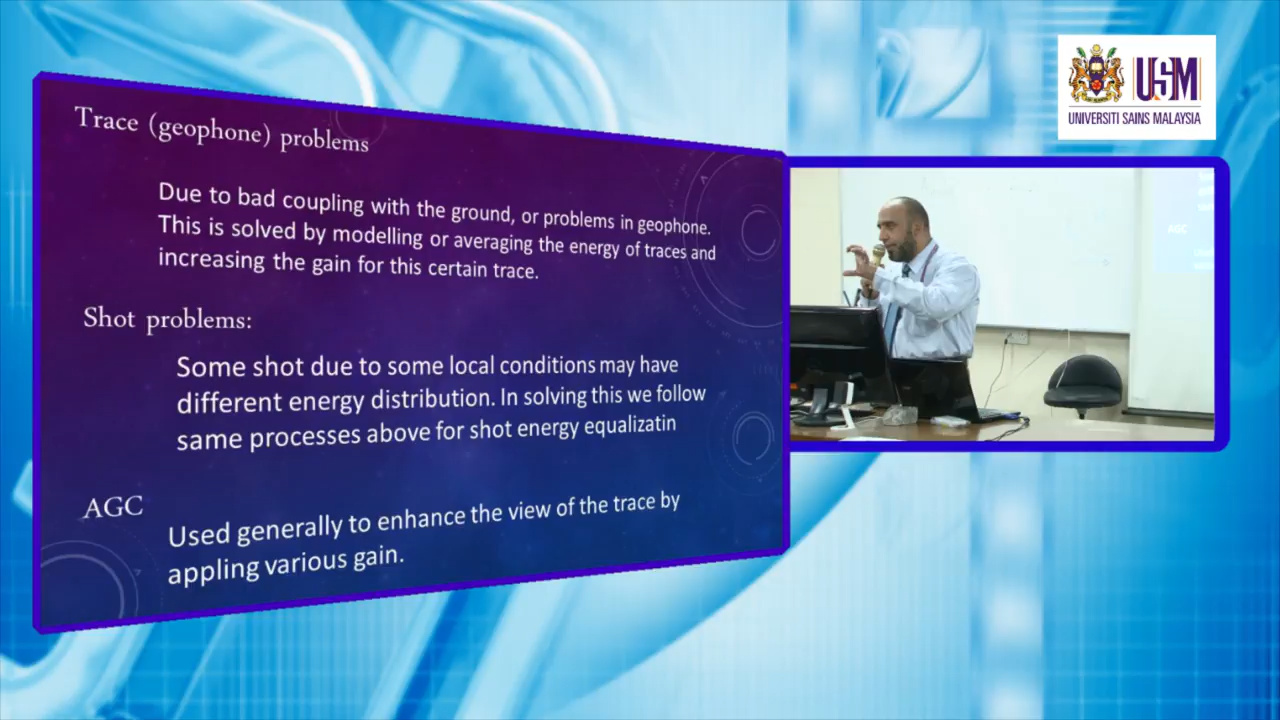 Trace (geophone) problems
Due to bad coupling with the ground, or problems in geophone.
This is solved by modelling or averaging the energy of traces and
increasing the gain for this certain trace.
Shot problems:
Some shot due to some local conditions may have
different energy distribution. In solving this we follow
same processes above for shot energy equalizatin
AGC
Used generally to enhance the view of the trace by
appling various gain.
USM
UNIVERSITI SAINS MALAYSIA
AGC